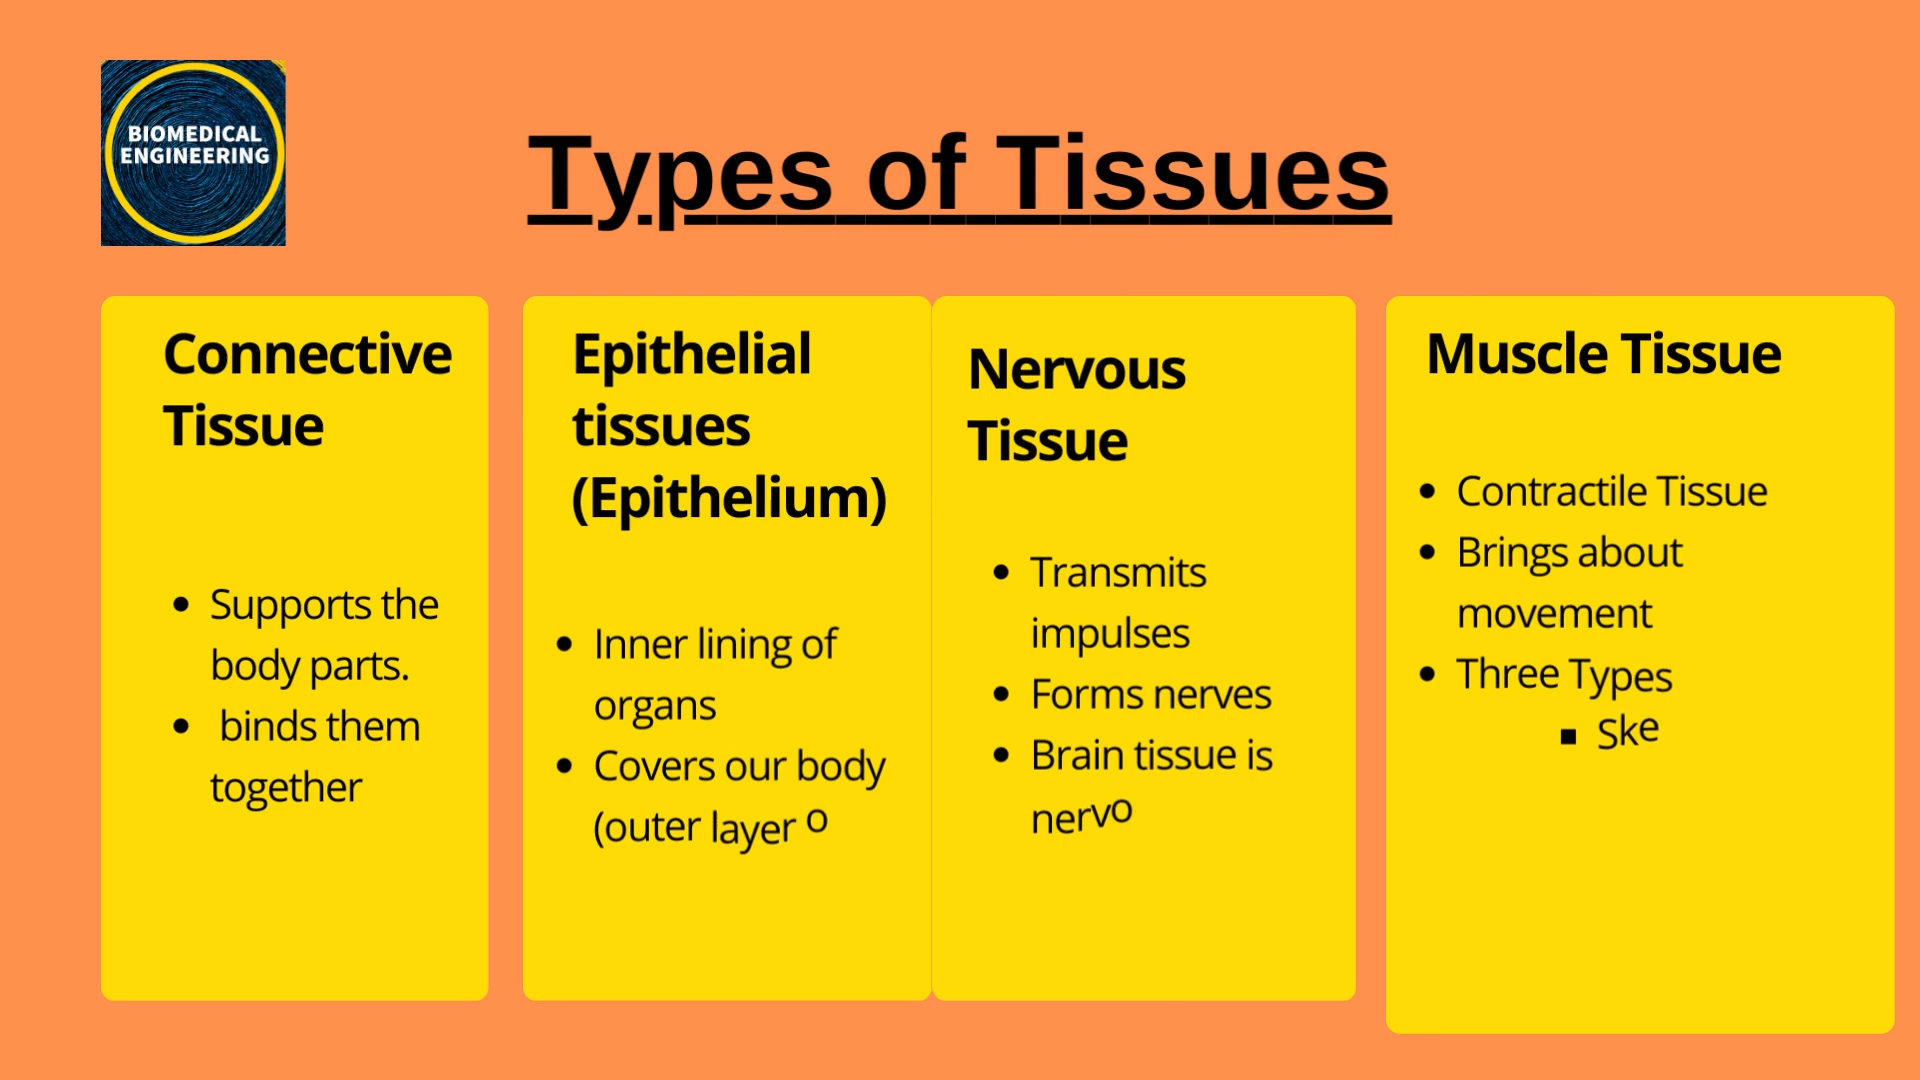 BIOMEDICAL
ENGINEERING
Types of Tissues
Connective
Tissue
• Supports the
body parts.
• binds them
together
Epithelial
tissues
(Epithelium)
• Inner lining of
organs
• Covers our body
(outer layer o
Nervous
Tissue
• Transmits
impulses
• Forms nerves
• Brain tissue is
nervo
Muscle Tissue
• Contractile Tissue
• Brings about
movement
• Three Types
▪ Ske